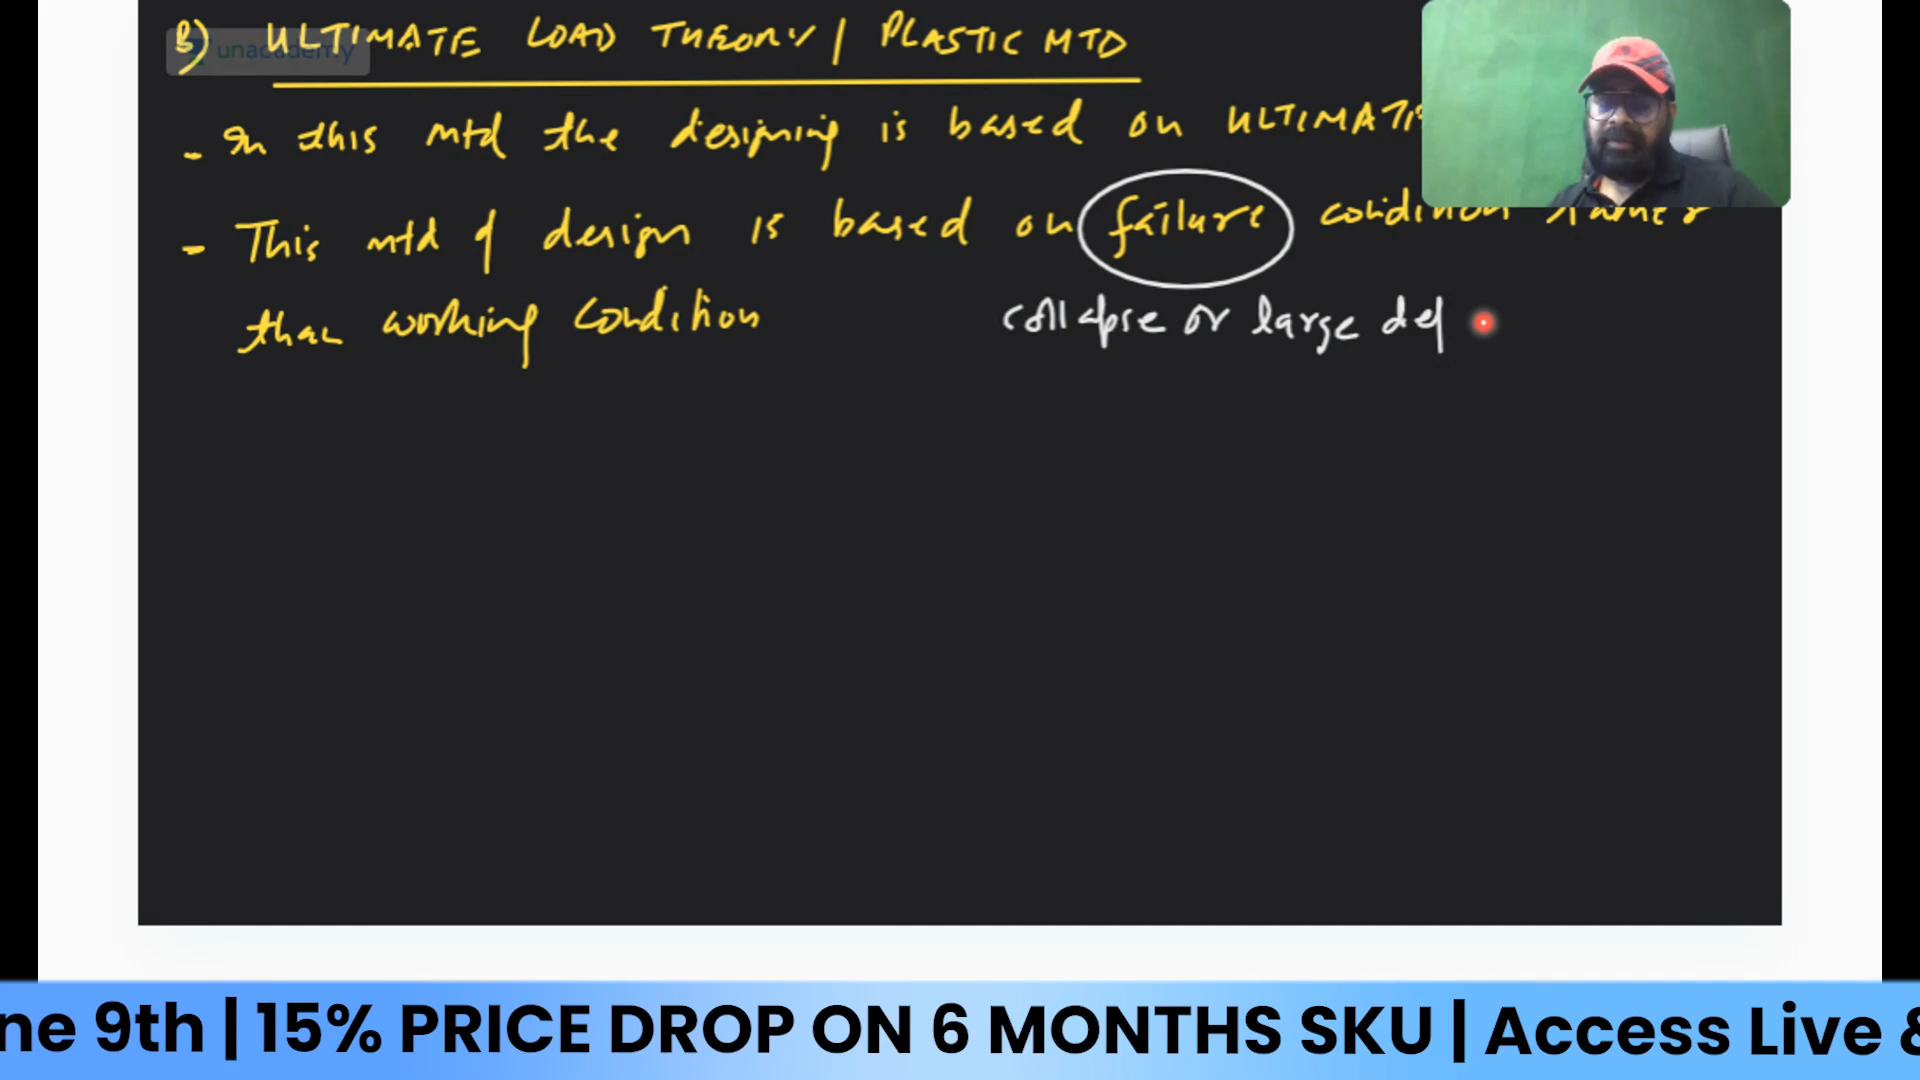 B) ULTIMATE LOAD THEORY / PLASTIC MTD
unacademy
- In this mtd the designing is based on ULTIMATE
- This mtd of design is based on failure condition rather
than working condition
collapse or large def
ne 9th | 15% PRICE DROP ON 6 MONTHS SKU | Access Live &